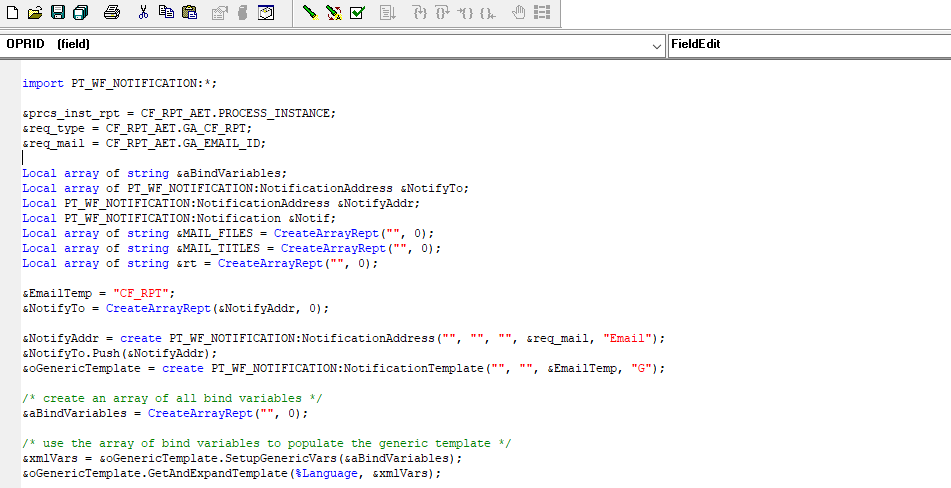 OPRID (field)
FieldEdit
import PT_WF_NOTIFICATION:*;
&prcs_inst_rpt = CF_RPT_AET.PROCESS_INSTANCE;
&req_type = CF_RPT_AET.GA_CF_RPT;
&req_mail = CF_RPT_AET.GA_EMAIL_ID;
Local array of string &aBindVariables;
Local array of PT_WF_NOTIFICATION:NotificationAddress &NotifyTo;
Local PT_WF_NOTIFICATION:NotificationAddress &NotifyAddr;
Local PT_WF_NOTIFICATION:Notification &Notif;
Local array of string &MAIL_FILES = CreateArrayRept("", 0);
Local array of string &MAIL_TITLES = CreateArrayRept("", 0);
Local array of string &rt = CreateArrayRept("", 0);
&EmailTemp = "CF_RPT";
&NotifyTo = CreateArrayRept(&NotifyAddr, 0);
&NotifyAddr = create PT_WF_NOTIFICATION:NotificationAddress("", "", "", &req_mail, "Email");
&NotifyTo.Push(&NotifyAddr);
&oGenericTemplate = create PT_WF_NOTIFICATION:NotificationTemplate("", "", &EmailTemp, "G");
/* create an array of all bind variables */
&aBindVariables = CreateArrayRept("", 0);
/* use the array of bind variables to populate the generic template */
&xmlVars = &oGenericTemplate.SetupGenericVars(&aBindVariables);
&oGenericTemplate.GetAndExpandTemplate(%Language, &xmlVars);